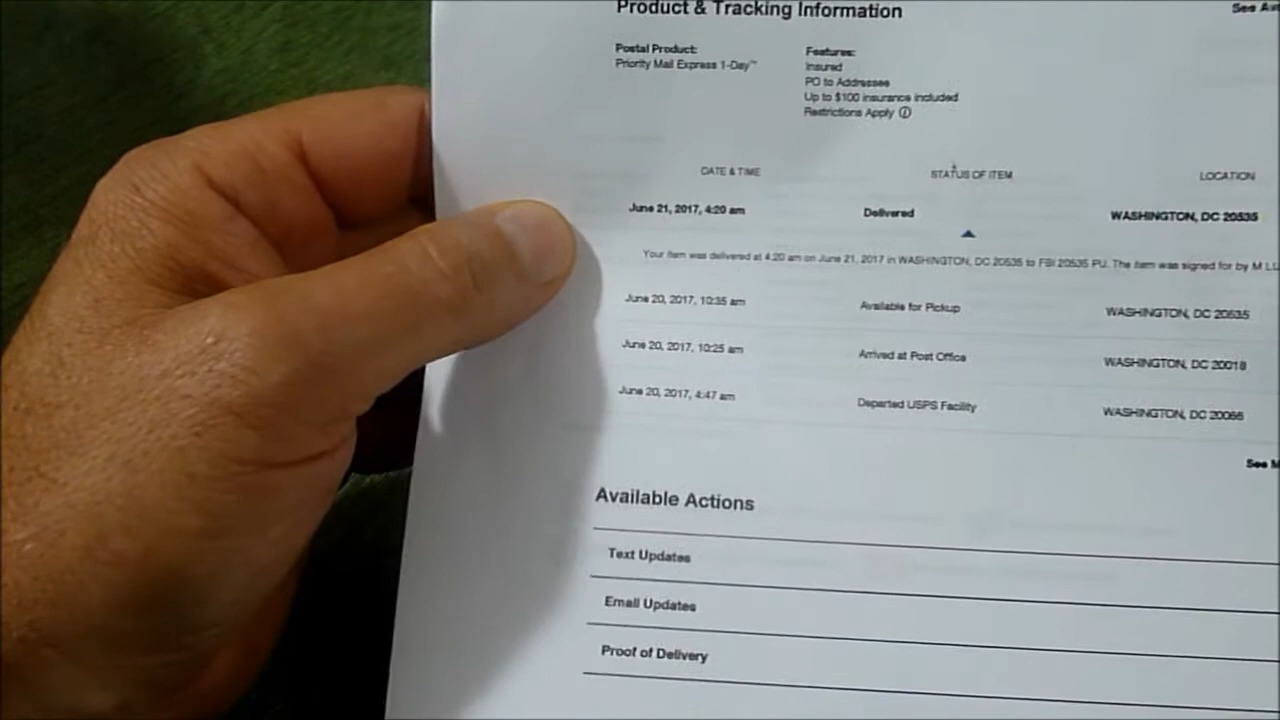 Product & Tracking Information
See
Postal Product:
Priority Mail Express 1-Day™
Features:
Insured
PO to Addressee
Up to $100 insurance included
Restrictions Apply ⓘ
DATE & TIME STATUS OF ITEM LOCATION
June 21, 2017, 4:20 am Delivered WASHINGTON, DC 20535
Your item was delivered at 4:20 am on June 21, 2017 in WASHINGTON, DC 20535 to FBI 20535 PU. The item was signed for by M
June 20, 2017, 10:35 am Available for Pickup WASHINGTON, DC 20535
June 20, 2017, 10:25 am Arrived at Post Office WASHINGTON, DC 20018
June 20, 2017, 4:47 am Departed USPS Facility WASHINGTON, DC 20066
See
Available Actions
Text Updates
Email Updates
Proof of Delivery